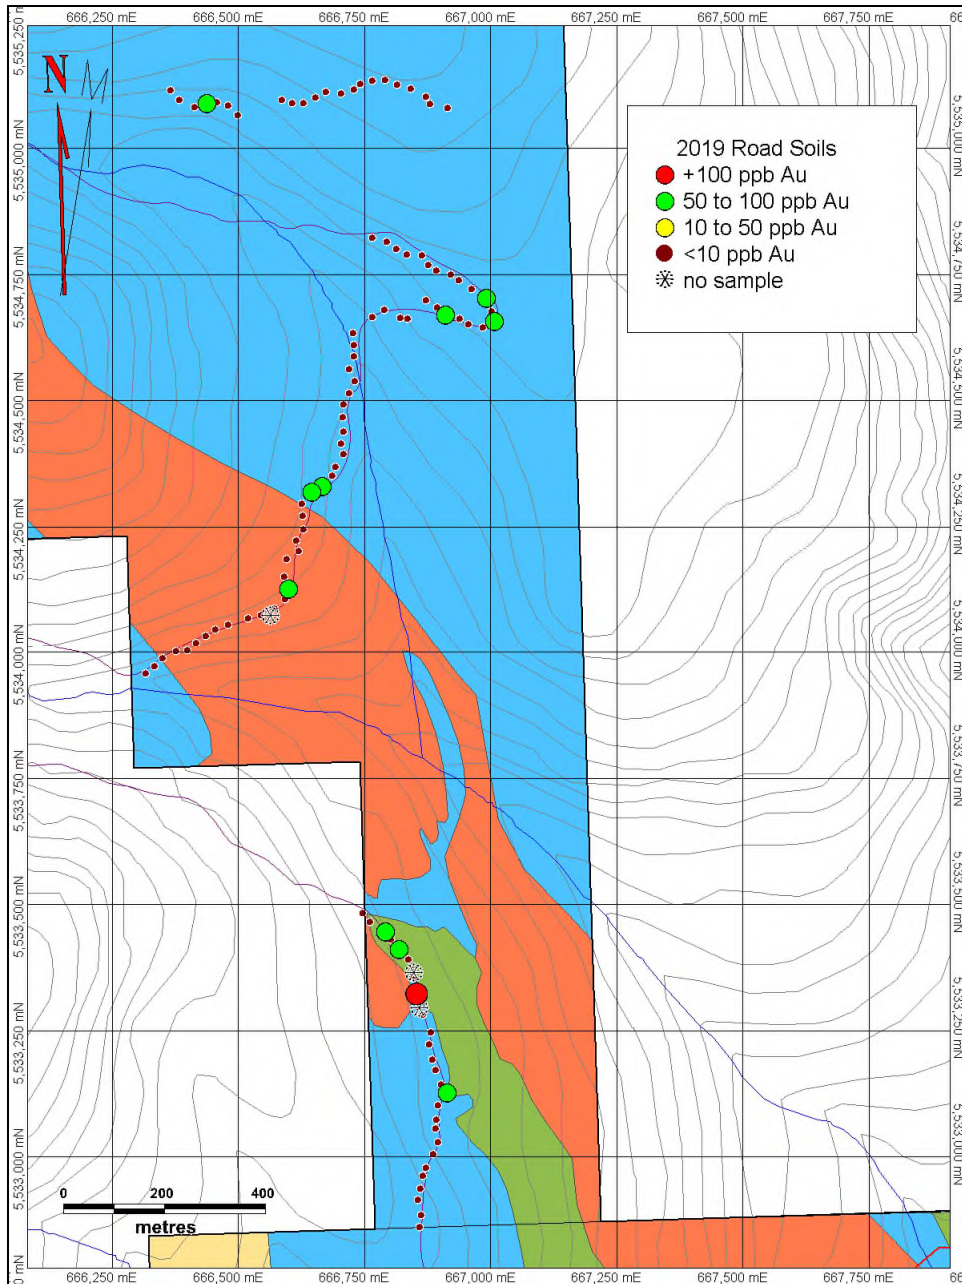 666,250 mE
666,500 mE
666,750 mE
667,000 mE
667,250 mE
667,500 mE
667,750 mE
66
5,535,250 m
5,535,000 mN
5,534,750 mN
5,534,500 mN
5,534,250 mN
5,534,000 mN
5,533,750 mN
5,533,500 mN
5,533,250 mN
5,533,000 mN
0 mN
N M
2019 Road Soils
+100 ppb Au
50 to 100 ppb Au
10 to 50 ppb Au
<10 ppb Au
no sample
5,535,000 mN
5,534,750 mN
5,534,500 mN
5,534,250 mN
5,534,000 mN
5,533,750 mN
5,533,500 mN
5,533,250 mN
5,533,000 mN
0 200 400
metres
666,250 mE
666,500 mE
666,750 mE
667,000 mE
667,250 mE
667,500 mE
667,750 mE
66